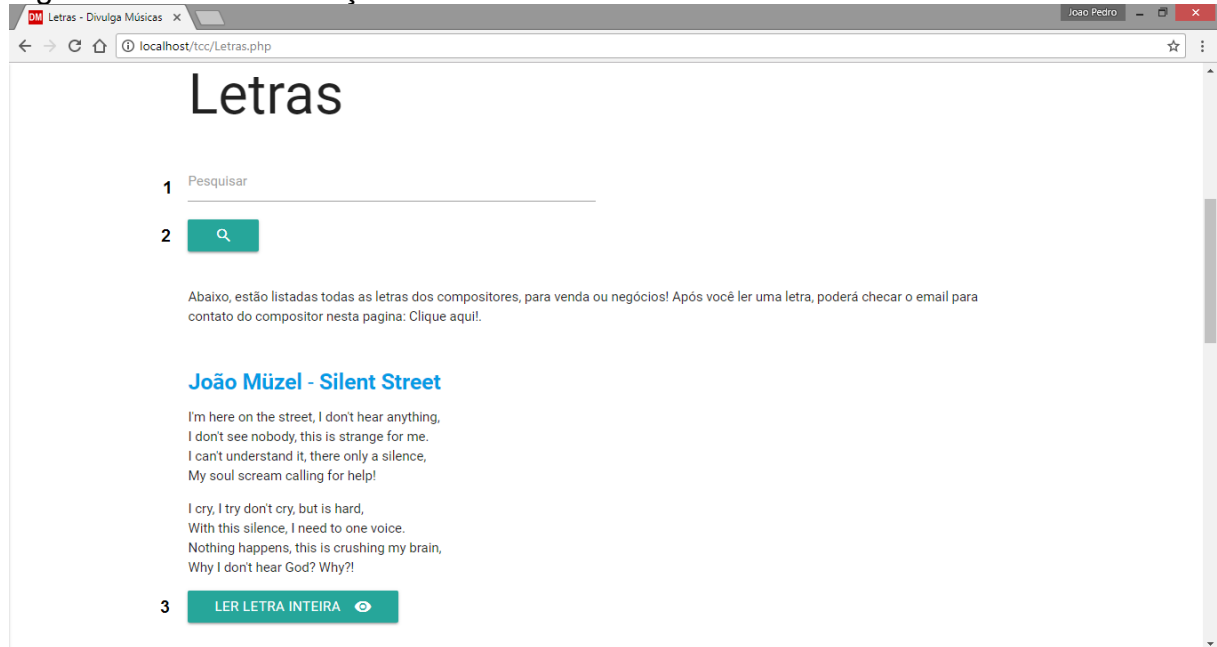 DM Letras - Divulga Músicas
Joao Pedro
localhost/tcc/Letras.php
Letras
1 Pesquisar
2
Abaixo, estão listadas todas as letras dos compositores, para venda ou negócios! Após você ler uma letra, poderá checar o email para
contato do compositor nesta pagina: Clique aqui!.
João Müzel - Silent Street
I'm here on the street, I don't hear anything,
I don't see nobody, this is strange for me.
I can't understand it, there only a silence,
My soul scream calling for help!
I cry, I try don't cry, but is hard,
With this silence, I need to one voice.
Nothing happens, this is crushing my brain,
Why I don't hear God? Why?!
3 LER LETRA INTEIRA